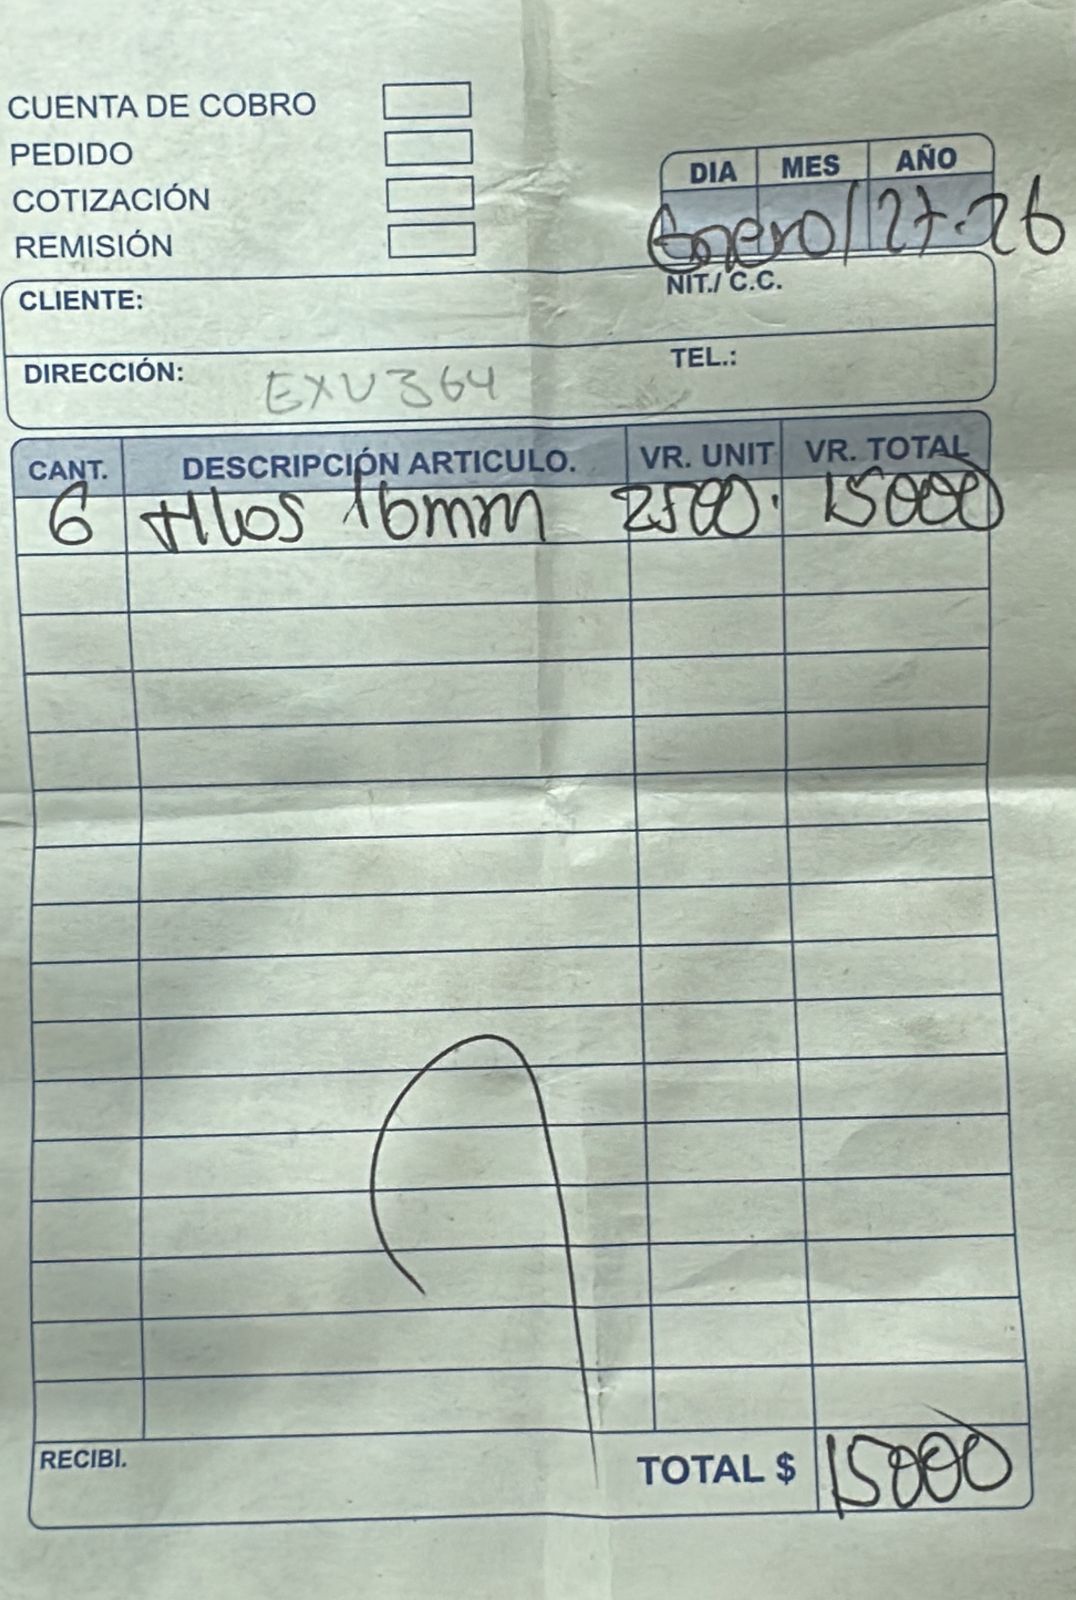 CUENTA DE COBRO
PEDIDO
COTIZACIÓN
REMISIÓN
DIA MES AÑO
Enero/27-26
CLIENTE: NIT./ C.C.
DIRECCIÓN: EXU364 TEL.:
CANT. DESCRIPCIÓN ARTICULO. VR. UNIT VR. TOTAL
6 16mm 2500. 15000
RECIBI. TOTAL $ 15000